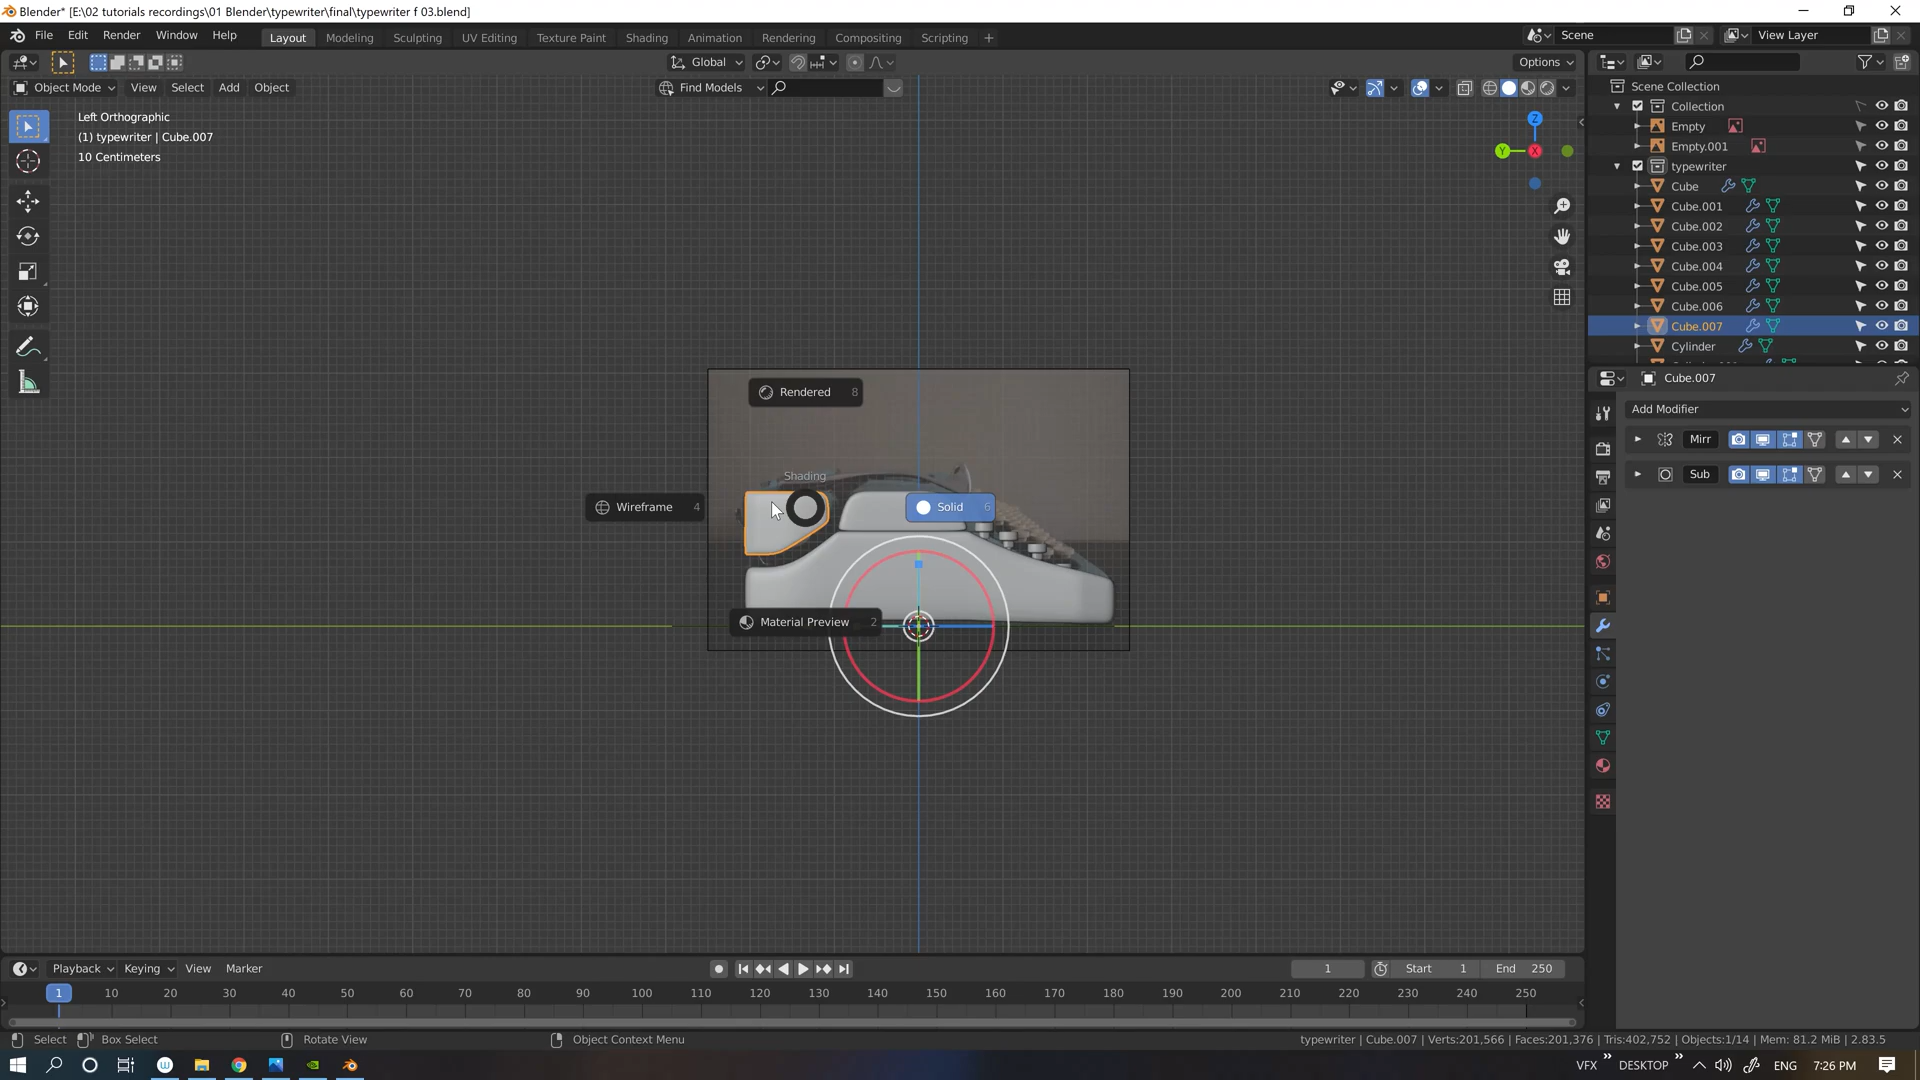 Blender* [E:\02 tutorials recordings\01 Blender\typewriter\final\typewriter f 03.blend]
File Edit Render Window Help
Layout Modeling Sculpting UV Editing Texture Paint Shading Animation Rendering Compositing Scripting +
Scene
View Layer
Global
Options
Object Mode View Select Add Object
Find Models
Left Orthographic
(1) typewriter | Cube.007
10 Centimeters
Z
Y
X
Rendered 8
Shading
Wireframe 4
Solid 6
Material Preview 2
Scene Collection
Collection
Empty
Empty.001
typewriter
Cube
Cube.001
Cube.002
Cube.003
Cube.004
Cube.005
Cube.006
Cube.007
Cylinder
Cube.007
Add Modifier
Mirr
Sub
Playback Keying View Marker
1
Start 1
End 250
1 10 20 30 40 50 60 70 80 90 100 110 120 130 140 150 160 170 180 190 200 210 220 230 240 250
Select
Box Select
Rotate View
Object Context Menu
typewriter | Cube.007 | Verts:201,566 | Faces:201,376 | Tris:402,752 | Objects:1/14 | Mem: 81.2 MiB | 2.83.5
VFX
DESKTOP
ENG
7:26 PM